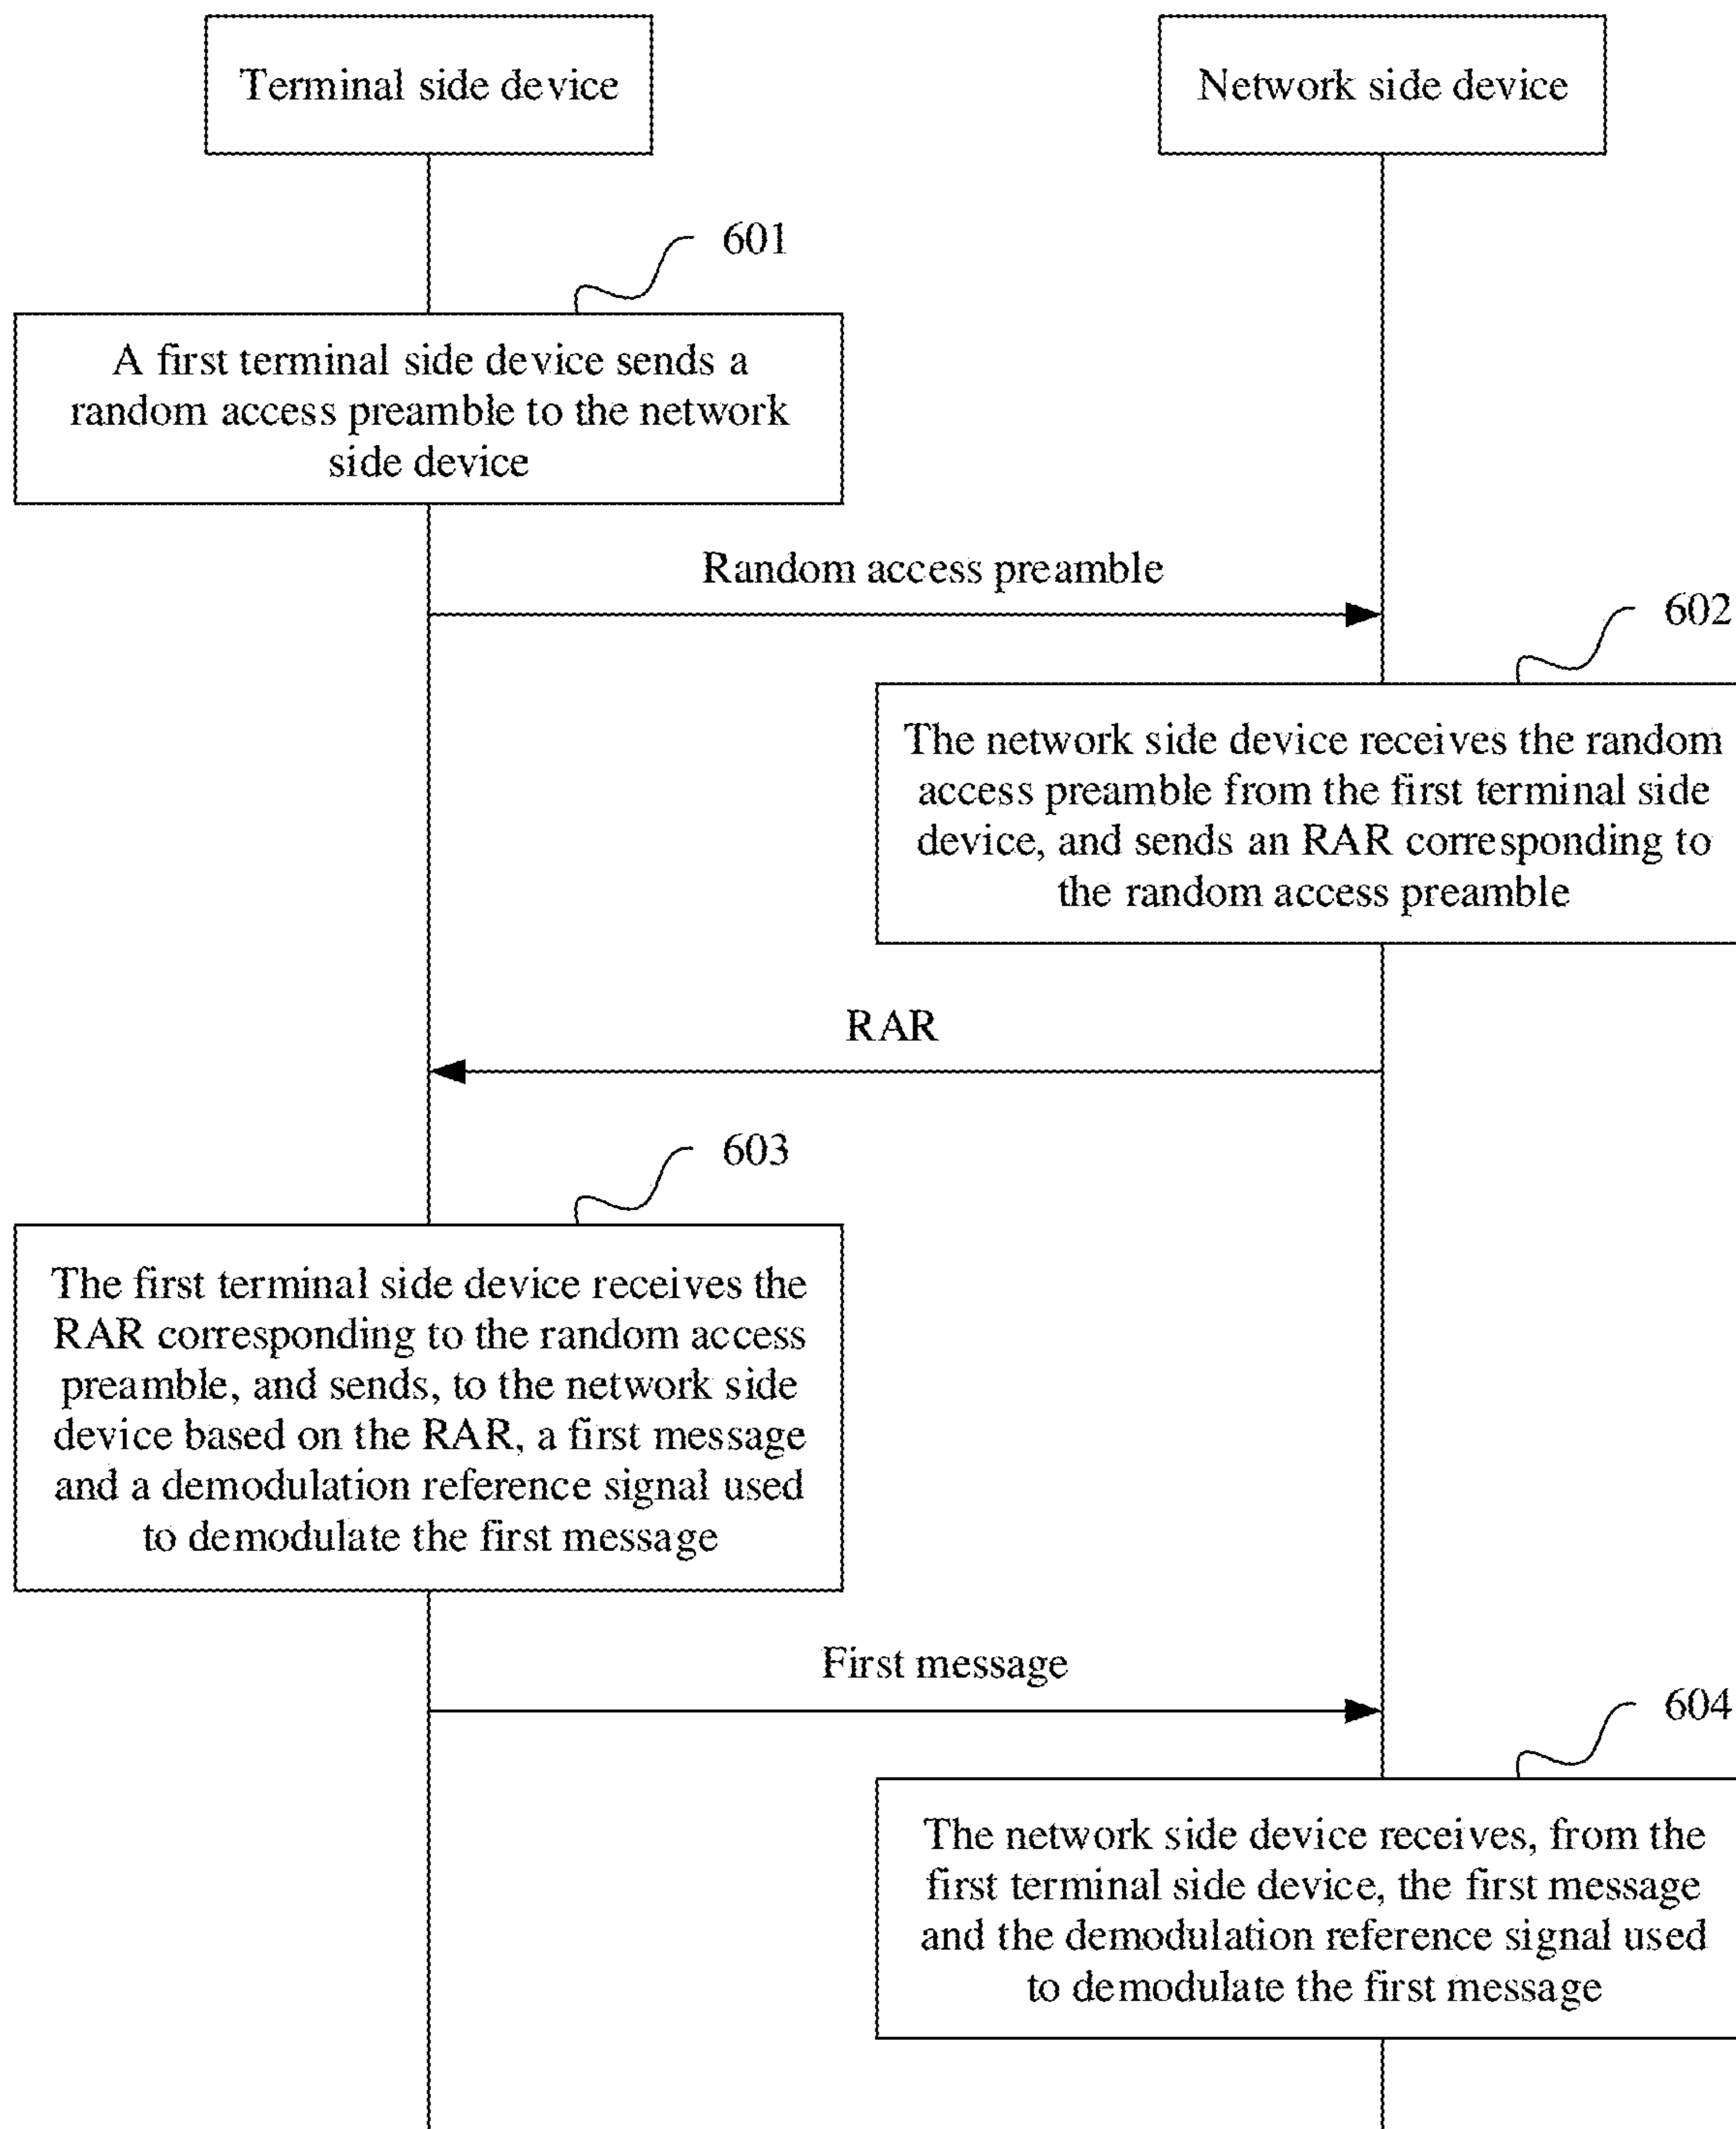 Terminal side device
Network side device
601
A first terminal side device sends a
random access preamble to the network
side device
Random access preamble
602
The network side device receives the random
access preamble from the first terminal side
device, and sends an RAR corresponding to
the random access preamble
RAR
603
The first terminal side device receives the
RAR corresponding to the random access
preamble, and sends, to the network side
device based on the RAR, a first message
and a demodulation reference signal used
to demodulate the first message
First message
604
The network side device receives, from the
first terminal side device, the first message
and the demodulation reference signal used
to demodulate the first message